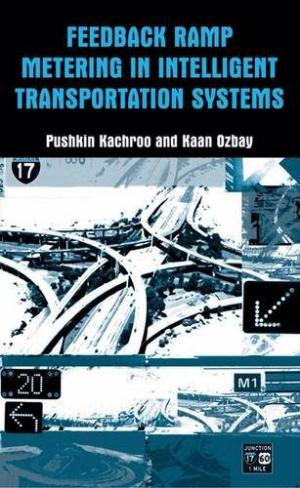 FEEDBACK RAMP
METERING IN INTELLIGENT
TRANSPORTATION SYSTEMS
Pushkin Kachroo and Kaan Ozbay
17
20
M1
JUNCTION
17 60
1 MILE